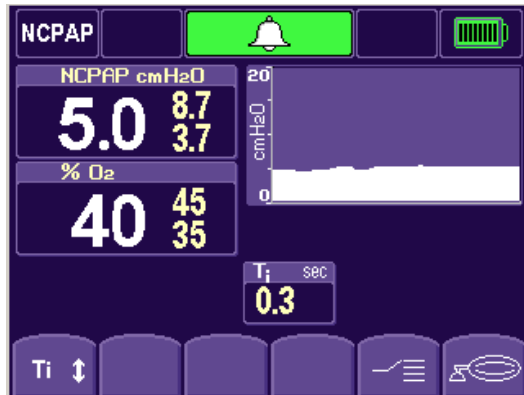 NCPAP
NCPAP cmH₂O
5.0
8.7
3.7
% O₂
40
45
35
20
cmH₂O
0
Ti sec
0.3
Ti